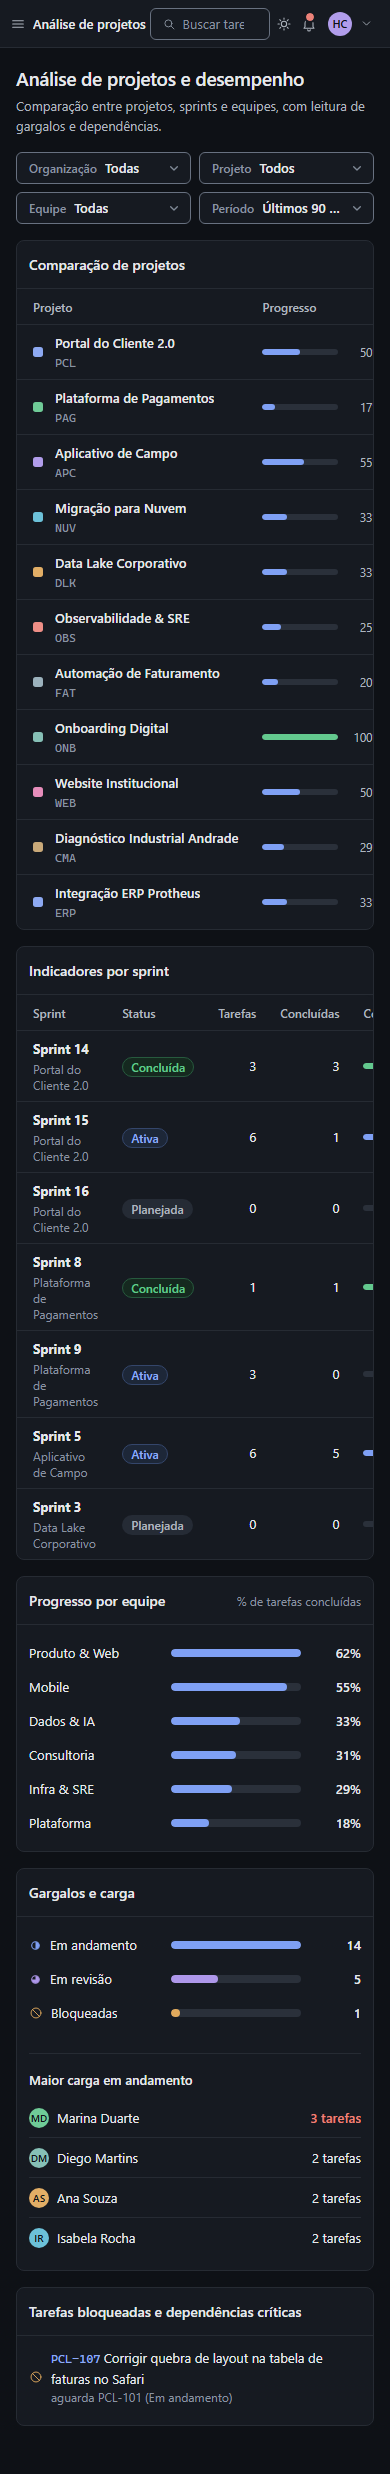 Análise de projetos
Buscar tare
HC
Análise de projetos e desempenho
Comparação entre projetos, sprints e equipes, com leitura de
gargalos e dependências.
Organização Todas
Projeto Todos
Equipe Todas
Período Últimos 90 ...
Comparação de projetos
Projeto Progresso
Portal do Cliente 2.0
PCL
50
Plataforma de Pagamentos
PAG
17
Aplicativo de Campo
APC
55
Migração para Nuvem
NUV
33
Data Lake Corporativo
DLK
33
Observabilidade & SRE
OBS
25
Automação de Faturamento
FAT
20
Onboarding Digital
ONB
100
Website Institucional
WEB
50
Diagnóstico Industrial Andrade
CMA
29
Integração ERP Protheus
ERP
33
Indicadores por sprint
Sprint Status Tarefas Concluídas
Sprint 14
Portal do
Cliente 2.0
Concluída 3 3
Sprint 15
Portal do
Cliente 2.0
Ativa 6 1
Sprint 16
Portal do
Cliente 2.0
Planejada 0 0
Sprint 8
Plataforma
de
Pagamentos
Concluída 1 1
Sprint 9
Plataforma
de
Pagamentos
Ativa 3 0
Sprint 5
Aplicativo
de Campo
Ativa 6 5
Sprint 3
Data Lake
Corporativo
Planejada 0 0
Progresso por equipe
% de tarefas concluídas
Produto & Web 62%
Mobile 55%
Dados & IA 33%
Consultoria 31%
Infra & SRE 29%
Plataforma 18%
Gargalos e carga
Em andamento 14
Em revisão 5
Bloqueadas 1
Maior carga em andamento
MD Marina Duarte 3 tarefas
DM Diego Martins 2 tarefas
AS Ana Souza 2 tarefas
IR Isabela Rocha 2 tarefas
Tarefas bloqueadas e dependências críticas
PCL-107 Corrigir quebra de layout na tabela de
faturas no Safari
aguarda PCL-101 (Em andamento)